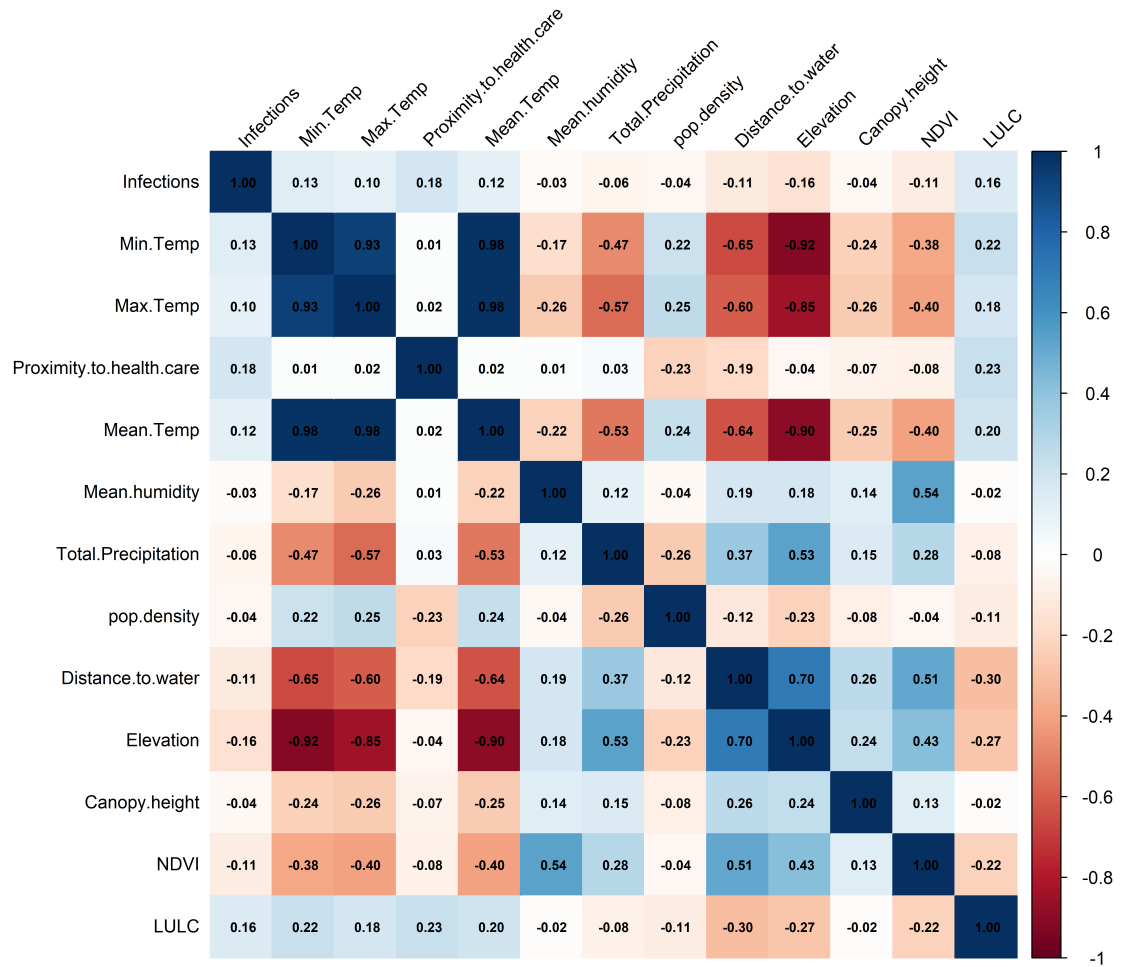 Infections Min.Temp Max.Temp Proximity.to.health.care Mean.Temp Mean.humidity Total.Precipitation pop.density Distance.to.water Elevation Canopy.height NDVI LULC
Infections 1.00 0.13 0.10 0.18 0.12 -0.03 -0.06 -0.04 -0.11 -0.16 -0.04 -0.11 0.16
Min.Temp 0.13 1.00 0.93 0.01 0.98 -0.17 -0.47 0.22 -0.65 -0.92 -0.24 -0.38 0.22
Max.Temp 0.10 0.93 1.00 0.02 0.98 -0.26 -0.57 0.25 -0.60 -0.85 -0.26 -0.40 0.18
Proximity.to.health.care 0.18 0.01 0.02 1.00 0.02 0.01 0.03 -0.23 -0.19 -0.04 -0.07 -0.08 0.23
Mean.Temp 0.12 0.98 0.98 0.02 1.00 -0.22 -0.53 0.24 -0.64 -0.90 -0.25 -0.40 0.20
Mean.humidity -0.03 -0.17 -0.26 0.01 -0.22 1.00 0.12 -0.04 0.19 0.18 0.14 0.54 -0.02
Total.Precipitation -0.06 -0.47 -0.57 0.03 -0.53 0.12 1.00 -0.26 0.37 0.53 0.15 0.28 -0.08
pop.density -0.04 0.22 0.25 -0.23 0.24 -0.04 -0.26 1.00 -0.12 -0.23 -0.08 -0.04 -0.11
Distance.to.water -0.11 -0.65 -0.60 -0.19 -0.64 0.19 0.37 -0.12 1.00 0.70 0.26 0.51 -0.30
Elevation -0.16 -0.92 -0.85 -0.04 -0.90 0.18 0.53 -0.23 0.70 1.00 0.24 0.43 -0.27
Canopy.height -0.04 -0.24 -0.26 -0.07 -0.25 0.14 0.15 -0.08 0.26 0.24 1.00 0.13 -0.02
NDVI -0.11 -0.38 -0.40 -0.08 -0.40 0.54 0.28 -0.04 0.51 0.43 0.13 1.00 -0.22
LULC 0.16 0.22 0.18 0.23 0.20 -0.02 -0.08 -0.11 -0.30 -0.27 -0.02 -0.22 1.00
1
0.8
0.6
0.4
0.2
0
-0.2
-0.4
-0.6
-0.8
-1